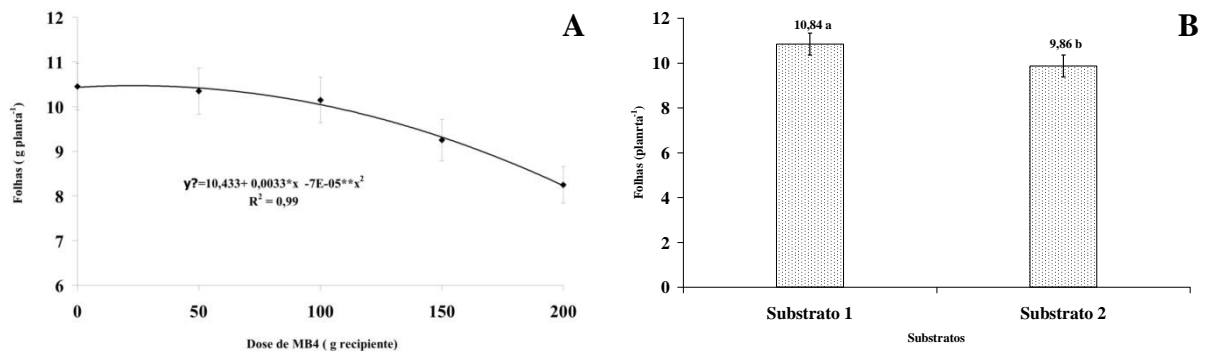 A
12
11
10
9
8
7
6
0
50
100
150
200
Folhas ( g planta-1)
y?=10,433+ 0,0033*x -7E-05**x2
R2 = 0,99
Dose de MB4 ( g recipiente)
B
12
10
8
6
4
2
0
Folhas (planrta-1)
10,84 a
9,86 b
Substrato 1
Substrato 2
Substratos